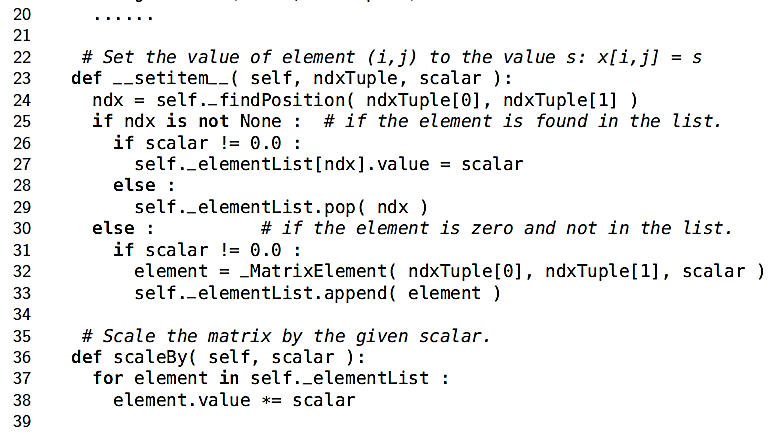 20 ......
21
22 # Set the value of element (i,j) to the value s: x[i,j] = s
23 def __setitem__( self, ndxTuple, scalar ):
24 ndx = self._findPosition( ndxTuple[0], ndxTuple[1] )
25 if ndx is not None : # if the element is found in the list.
26 if scalar != 0.0 :
27 self._elementList[ndx].value = scalar
28 else :
29 self._elementList.pop( ndx )
30 else : # if the element is zero and not in the list.
31 if scalar != 0.0 :
32 element = _MatrixElement( ndxTuple[0], ndxTuple[1], scalar )
33 self._elementList.append( element )
34
35 # Scale the matrix by the given scalar.
36 def scaleBy( self, scalar ):
37 for element in self._elementList :
38 element.value *= scalar
39